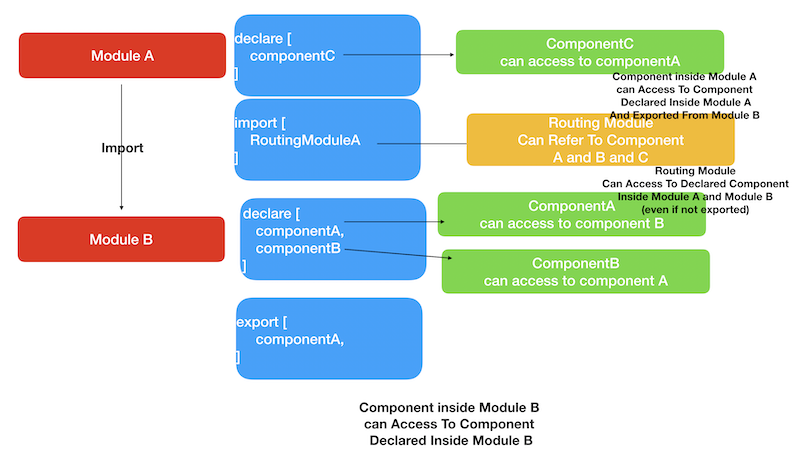 Module A
declare [
componentC
]
ComponentC
can access to componentA
Component inside Module A
can Access To Component
Declared Inside Module A
And Exported From Module B
Import
import [
RoutingModuleA
]
Routing Module
Can Refer To Component
A and B and C
Routing Module
Can Access To Declared Component
Inside Module A and Module B
(even if not exported)
Module B
declare [
componentA,
componentB
]
ComponentA
can access to component B
ComponentB
can access to component A
export [
componentA,
]
Component inside Module B
can Access To Component
Declared Inside Module B